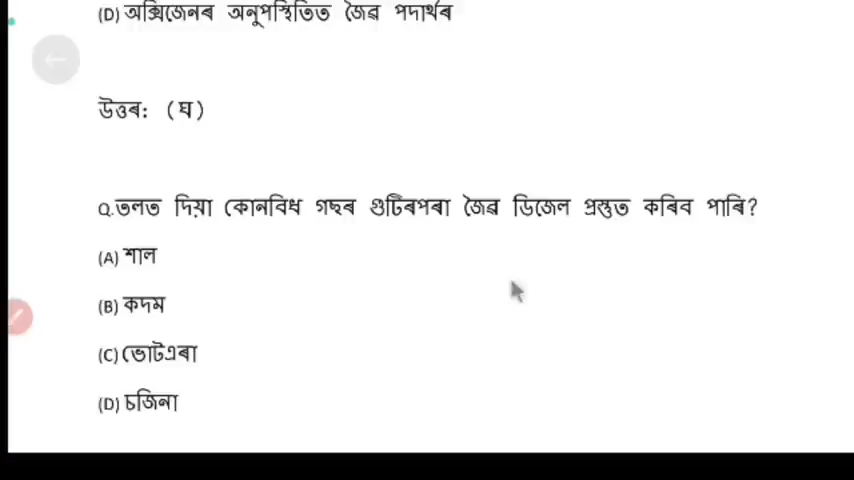 (D) অক্সিজেনৰ অনুপস্থিতিত জৈৱ পদাৰ্থৰ
উত্তৰ: (ঘ)
Q.তলত দিয়া কোনবিধ গছৰ গুটিৰপৰা জৈৱ ডিজেল প্ৰস্তুত কৰিব পাৰি?
(A) শাল
(B) কদম
(C) ভোটএৰা
(D) চজিনা